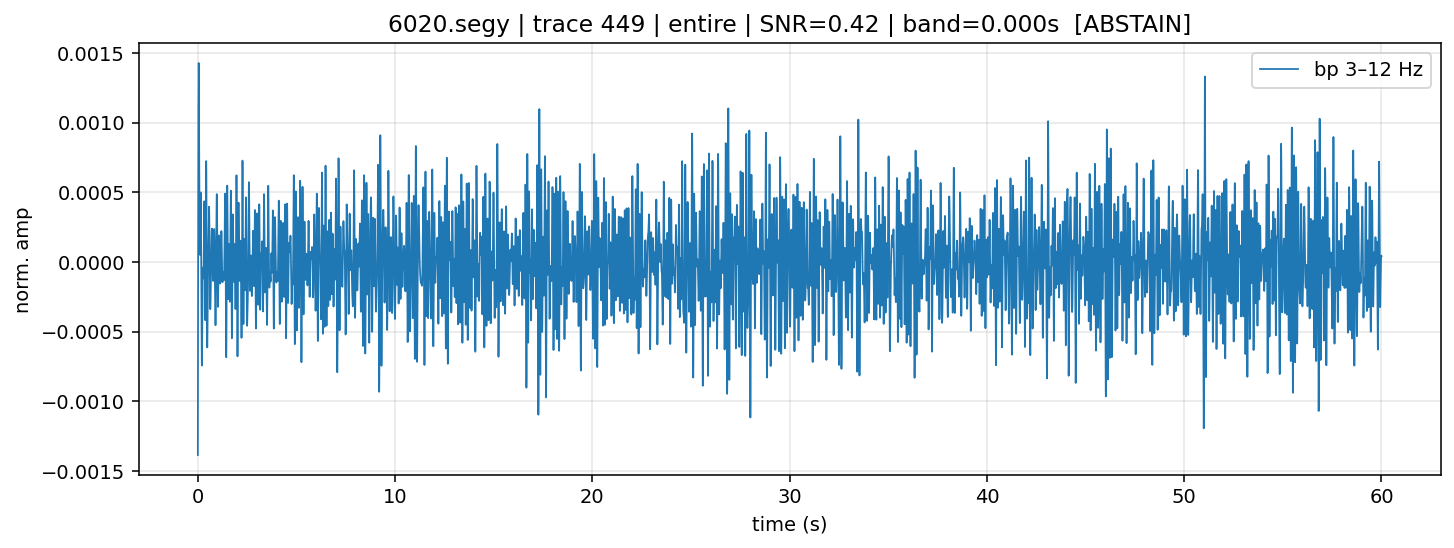 6020.segy | trace 449 | entire | SNR=0.42 | band=0.000s  [ABSTAIN]
bp 3–12 Hz
norm. amp
0.0015
0.0010
0.0005
0.0000
−0.0005
−0.0010
−0.0015
0 10 20 30 40 50 60
time (s)